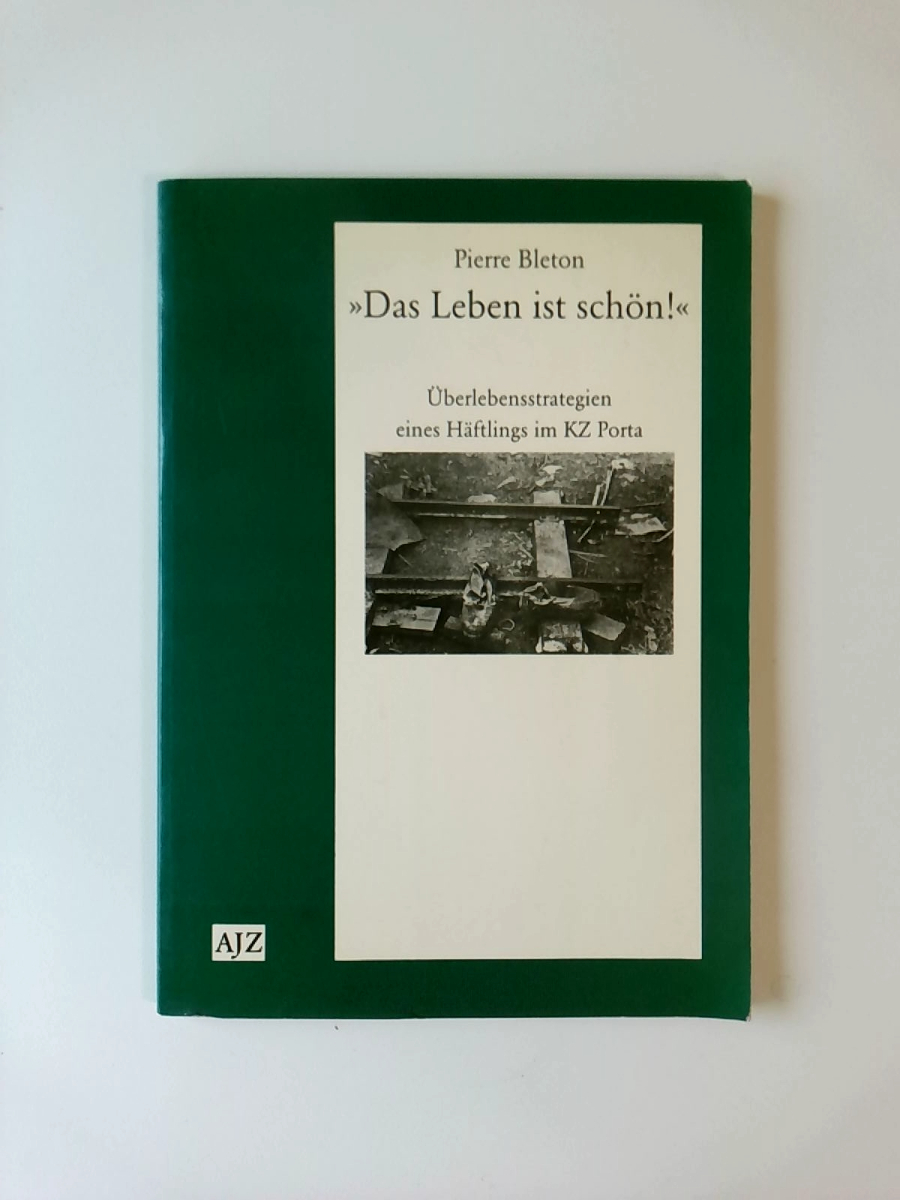 Pierre Bleton
»Das Leben ist schön!«
Überlebensstrategien
eines Häftlings im KZ Porta
AJZ